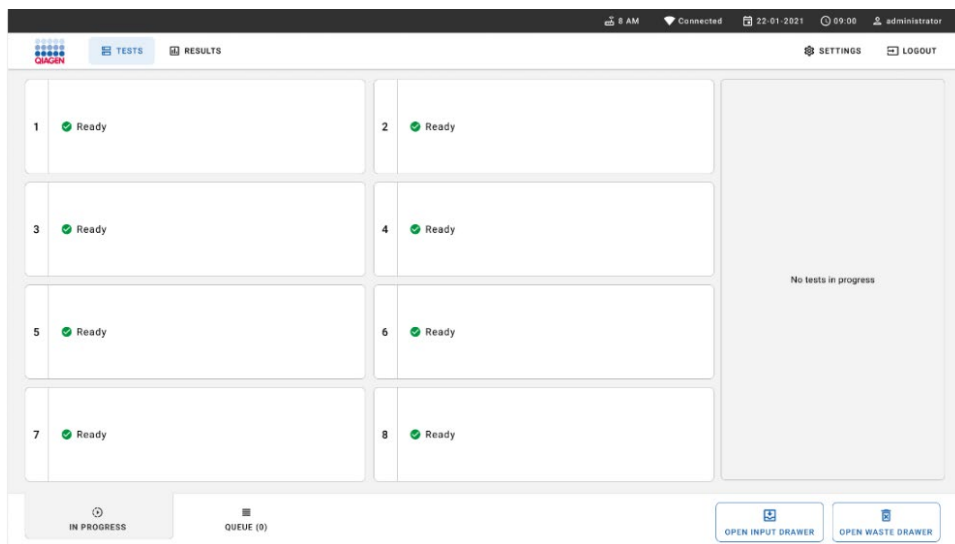 8 AM Connected 22-01-2021 09:00 administrator
QIAGEN TESTS RESULTS SETTINGS LOGOUT
1 Ready 2 Ready
3 Ready 4 Ready
No tests in progress
5 Ready 6 Ready
7 Ready 8 Ready
IN PROGRESS QUEUE (0) OPEN INPUT DRAWER OPEN WASTE DRAWER